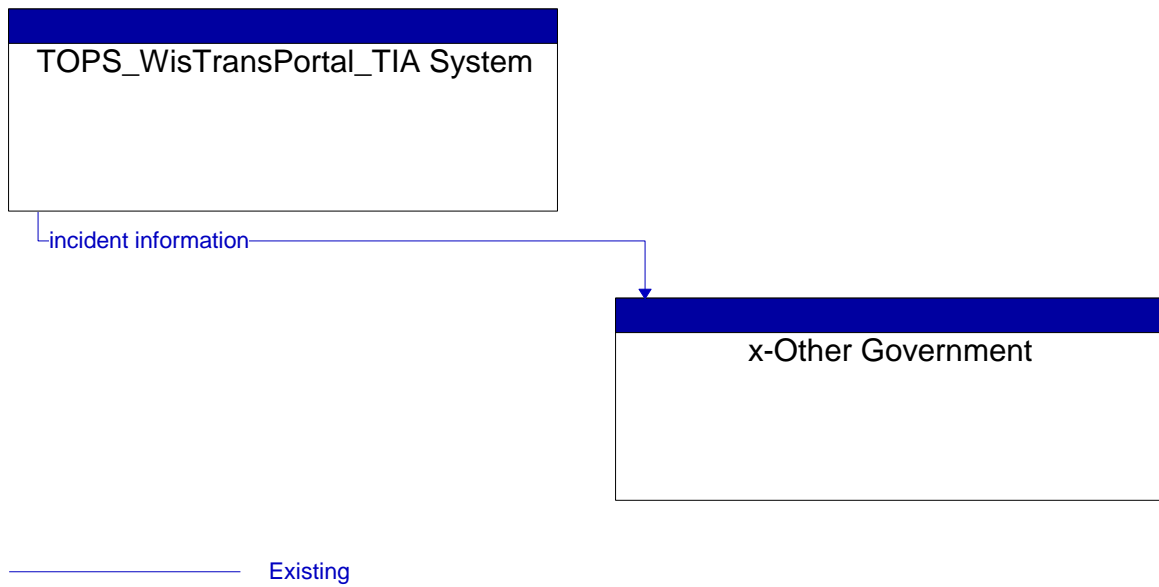 TOPS_WisTransPortal_TIA System
incident information
x-Other Government
Existing